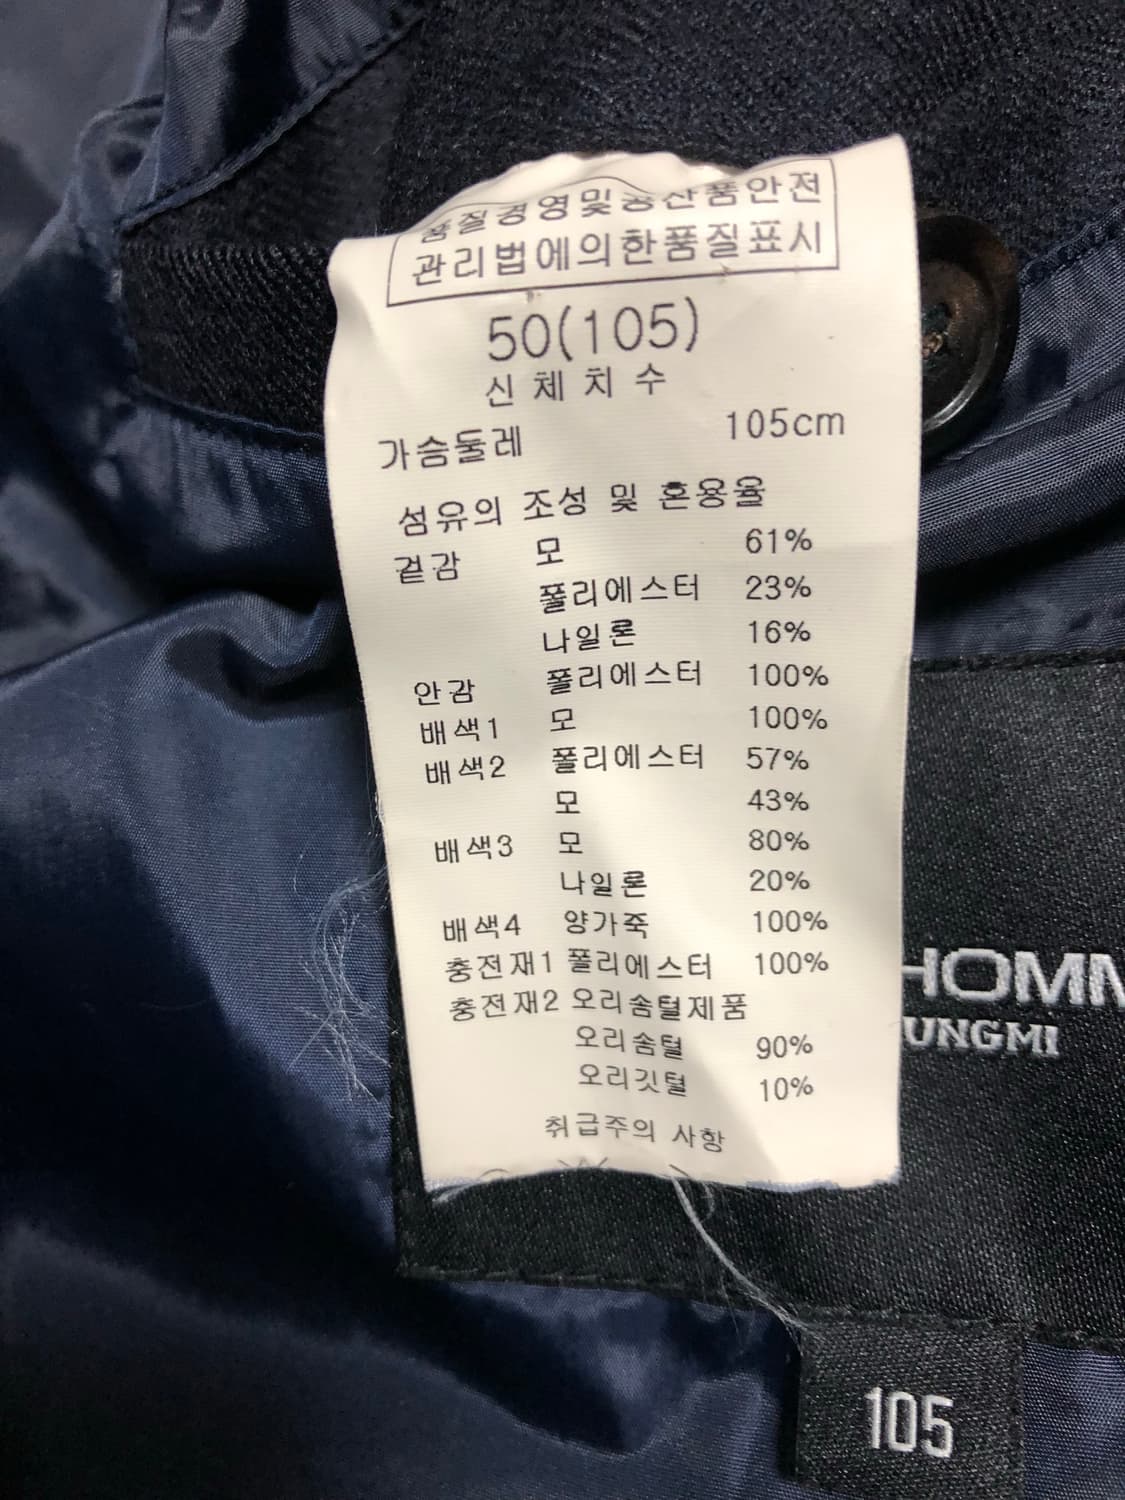 품질경영및공산품안전
관리법에의한품질표시
50(105)
신체치수
가슴둘레 105cm
섬유의 조성 및 혼용율
겉감 모 61%
폴리에스터 23%
나일론 16%
안감 폴리에스터 100%
배색1 모 100%
배색2 폴리에스터 57%
모 43%
배색3 모 80%
나일론 20%
배색4 양가죽 100%
충전재1 폴리에스터 100%
충전재2 오리솜털제품
오리솜털 90%
오리깃털 10%
취급주의 사항
HOMM
UNGMI
105